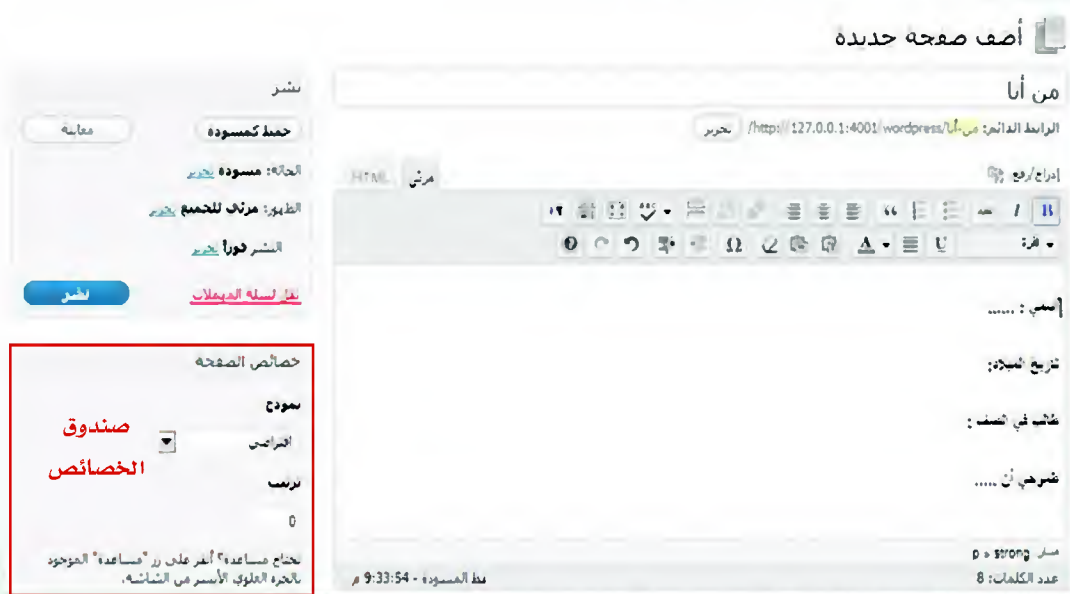 أضف صفحة جديدة
من أنا
الرابط الدائم: http://127.0.0.1:4001/wordpress/من-أنا/ تحرير
إدراج/رفع
مرئي HTML
فقرة
إسمي : ......
تاريخ الميلاد:
طالب في الصف :
طموحي أن .....
مسار p » strong
عدد الكلمات: 8
المسودة - 9:33:54 م
نشر
حفظ كمسودة
معاينة
الحالة: مسودة تحرير
الظهور: مرئي للجميع تحرير
النشر فورا تحرير
نقل لسلة المهملات
نشر
خصائص الصفحة
نموذج
افتراضي
ترتيب
0
تحتاج مساعدة؟ أنقر على زر "مساعدة" الموجود
بالجزء العلوي الأيسر من الشاشة.
صندوق
الخصائص